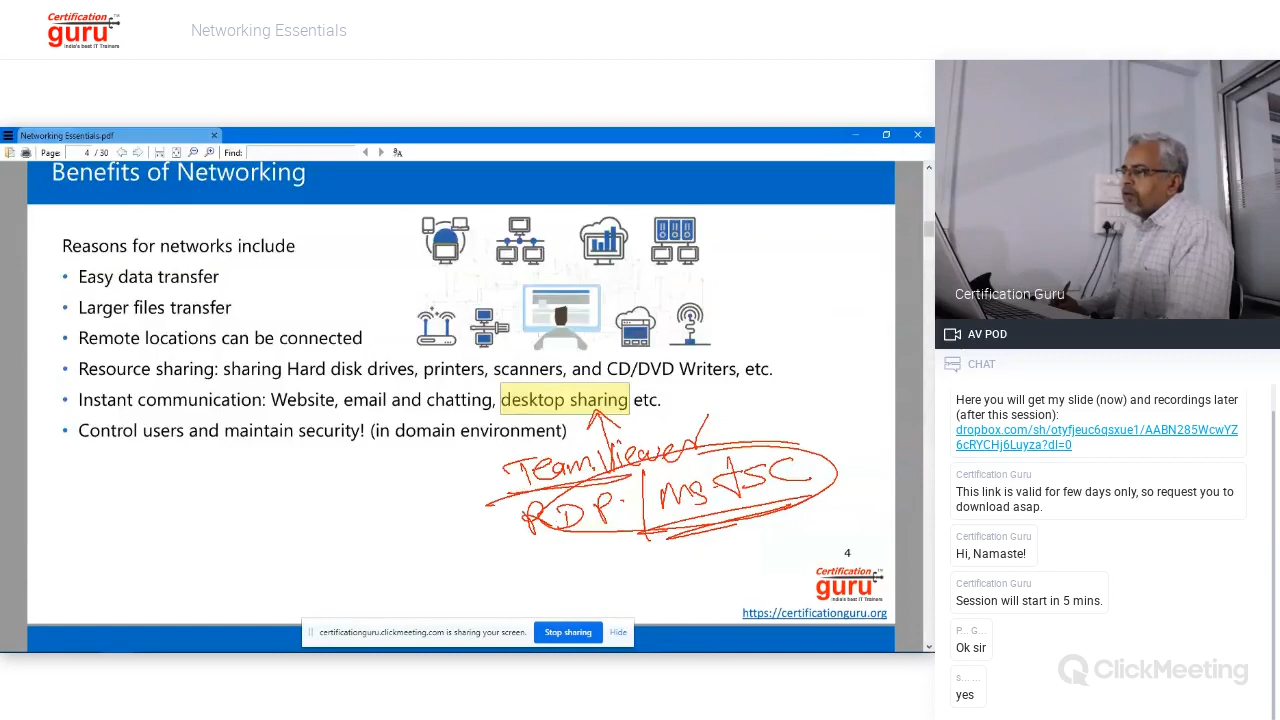 Certification
guru
India's best IT Trainers
Networking Essentials
Networking Essentials.pdf
Page: 4 / 30 Find:
Benefits of Networking
Reasons for networks include
• Easy data transfer
• Larger files transfer
• Remote locations can be connected
• Resource sharing: sharing Hard disk drives, printers, scanners, and CD/DVD Writers, etc.
• Instant communication: Website, email and chatting, desktop sharing etc.
• Control users and maintain security! (in domain environment)
Team.Viewer
RDP. | MSTSC
4
Certification
guru
India's best IT Trainers
https://certificationguru.org
certificationguru.clickmeeting.com is sharing your screen. Stop sharing Hide
Certification Guru
AV POD
CHAT
Here you will get my slide (now) and recordings later
(after this session):
dropbox.com/sh/otyfjeuc6qsxue1/AABN285WcwYZ
6cRYCHj6Luyza?dl=0
Certification Guru
This link is valid for few days only, so request you to
download asap.
Certification Guru
Hi, Namaste!
Certification Guru
Session will start in 5 mins.
P... G...
Ok sir
s... ...
yes
ClickMeeting